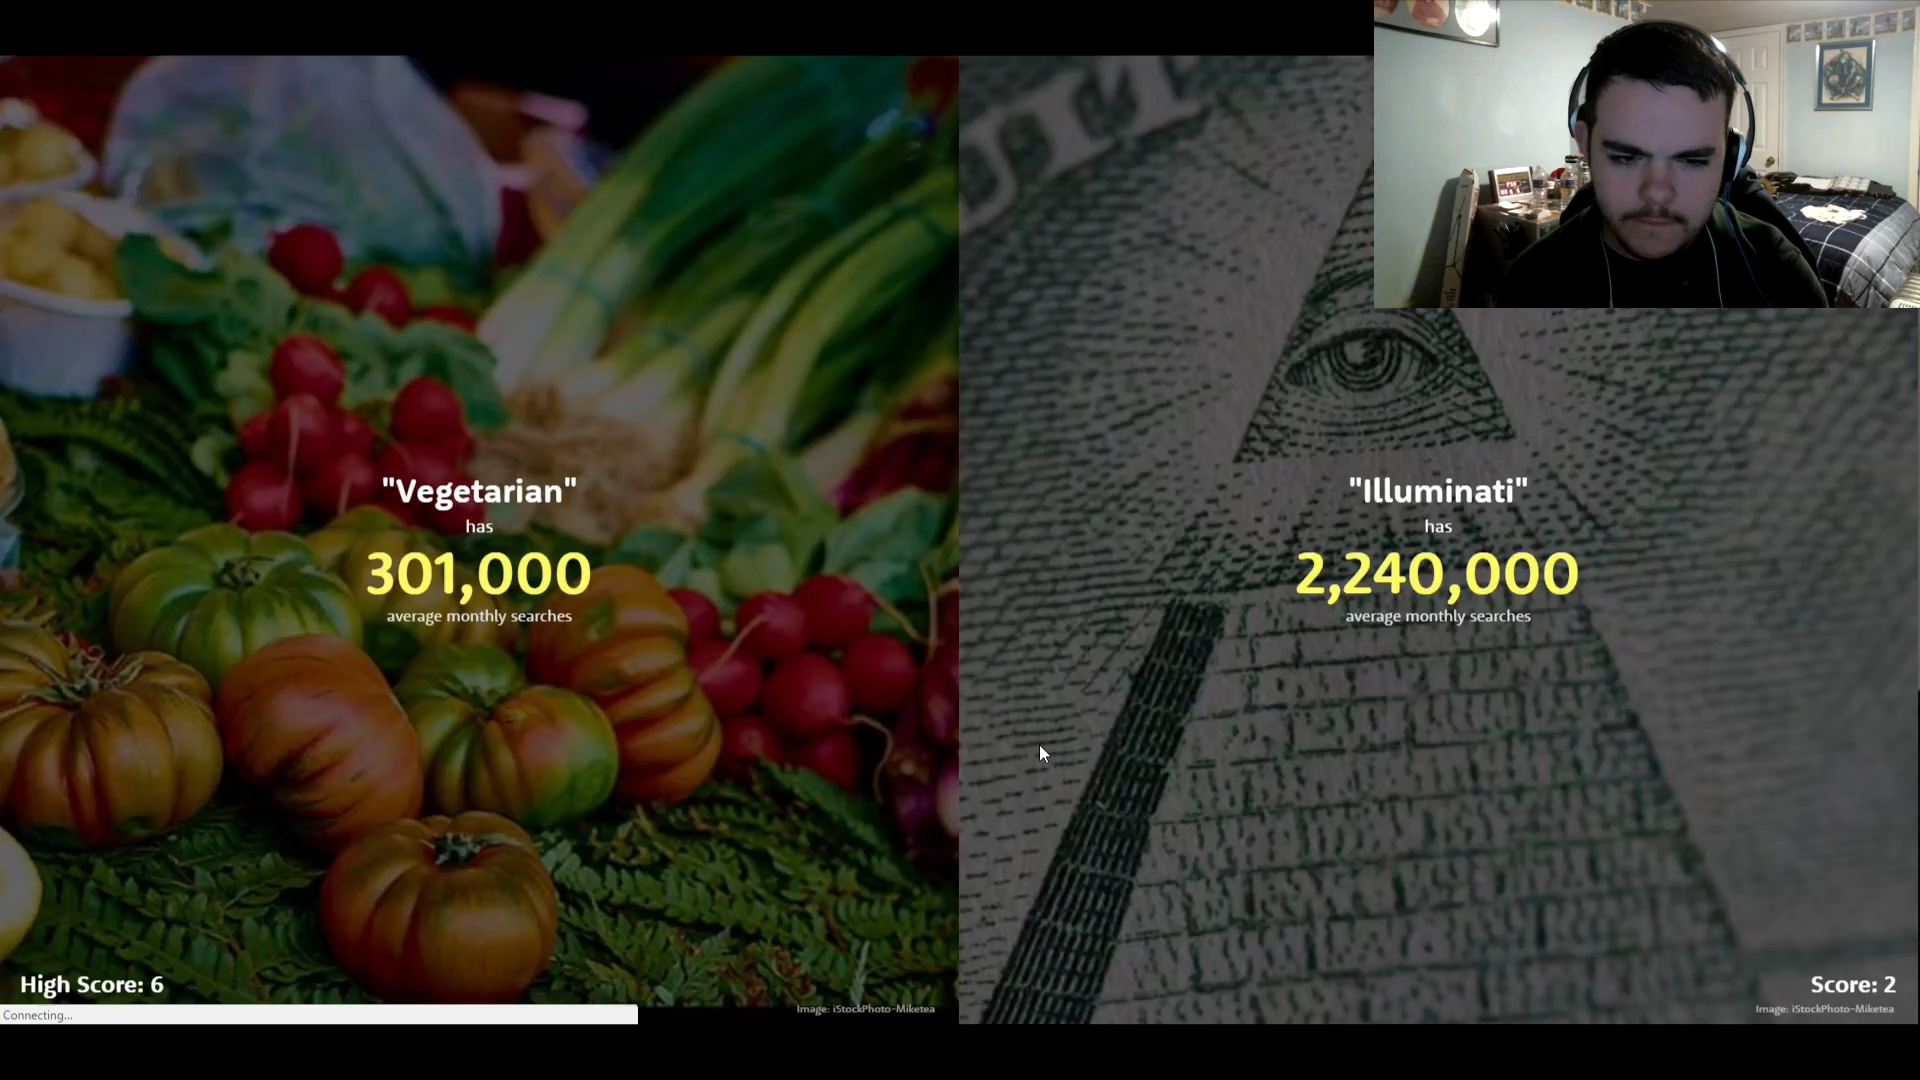 "Vegetarian"
has
301,000
average monthly searches
"Illuminati"
has
2,240,000
average monthly searches
High Score: 6
Score: 2
Connecting...
Image: iStockPhoto-Miketea
Image: iStockPhoto-Miketea